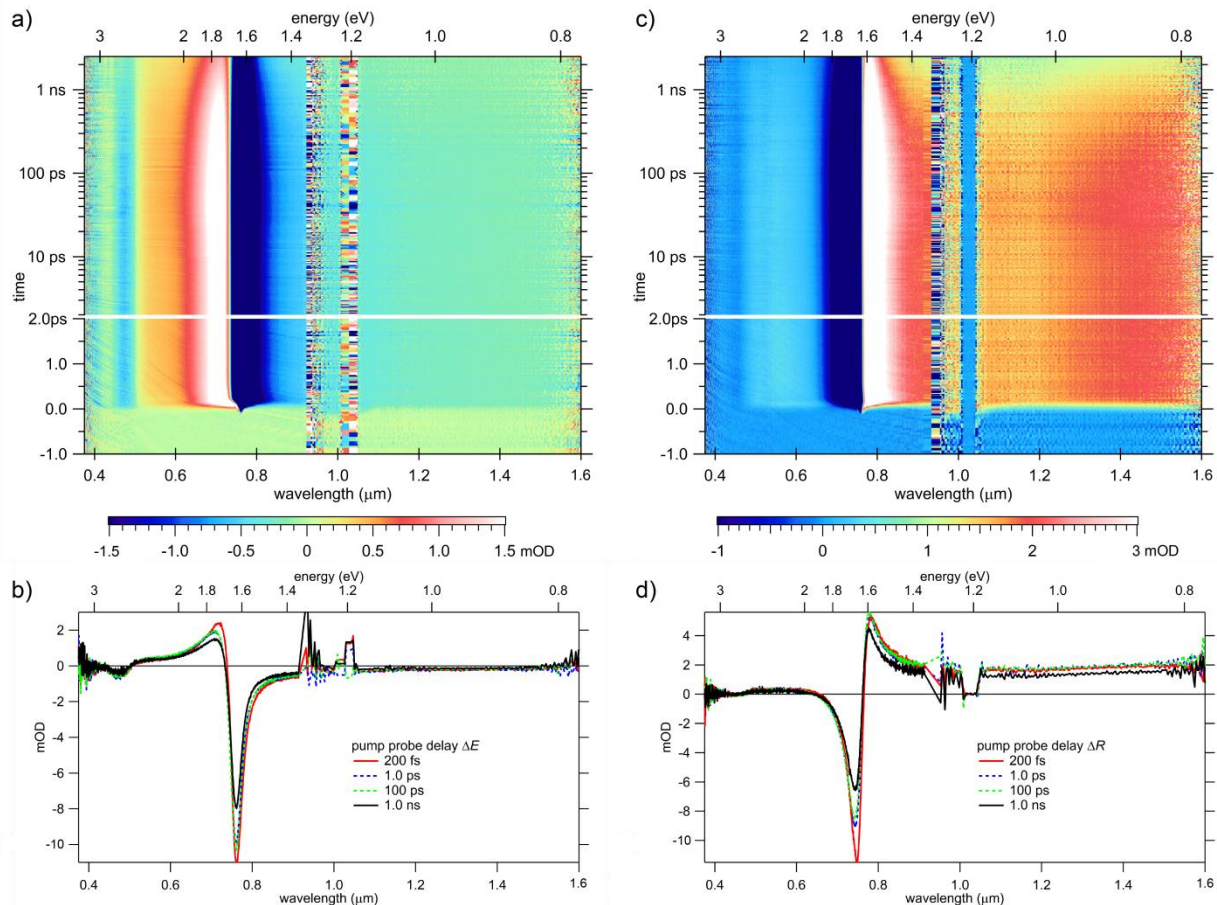 a)
energy (eV)
3 2 1.8 1.6 1.4 1.2 1.0 0.8
time
1 ns
100 ps
10 ps
2.0ps
1.0
0.0
-1.0
0.4 0.6 0.8 1.0 1.2 1.4 1.6
wavelength (μm)
-1.5 -1.0 -0.5 0 0.5 1.0 1.5 mOD
c)
energy (eV)
3 2 1.8 1.6 1.4 1.2 1.0 0.8
time
1 ns
100 ps
10 ps
2.0ps
1.0
0.0
-1.0
0.4 0.6 0.8 1.0 1.2 1.4 1.6
wavelength (μm)
-1 0 1 2 3 mOD
b)
energy (eV)
3 2 1.8 1.6 1.4 1.2 1.0 0.8
mOD
2
0
-2
-4
-6
-8
-10
pump probe delay ΔE
200 fs
1.0 ps
100 ps
1.0 ns
0.4 0.6 0.8 1.0 1.2 1.4 1.6
wavelength (μm)
d)
energy (eV)
3 2 1.8 1.6 1.4 1.2 1.0 0.8
mOD
4
2
0
-2
-4
-6
-8
-10
pump probe delay ΔR
200 fs
1.0 ps
100 ps
1.0 ns
0.4 0.6 0.8 1.0 1.2 1.4 1.6
wavelength (μm)